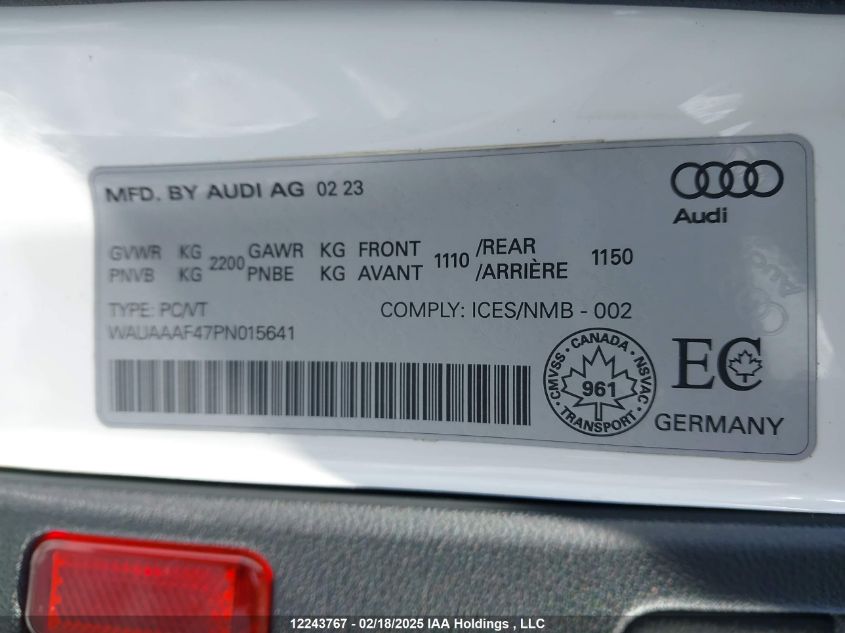 MFD. BY AUDI AG 02 23
Audi
GVWR KG 2200 GAWR KG FRONT 1110 /REAR 1150
PNVB KG PNBE KG AVANT /ARRIÈRE
TYPE: PC/VT COMPLY: ICES/NMB - 002
WAUAAAF47PN015641
CMVSS • CANADA • NSVAC • TRANSPORT •
961
EC
GERMANY
12243767 - 02/18/2025 IAA Holdings , LLC